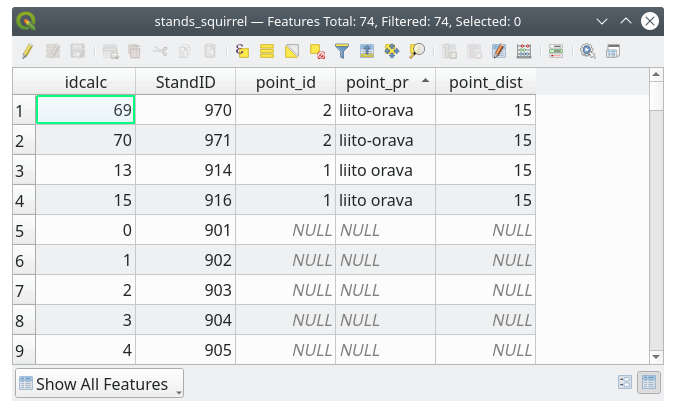 stands_squirrel — Features Total: 74, Filtered: 74, Selected: 0
idcalc StandID point_id point_pr point_dist
1 69 970 2 liito-orava 15
2 70 971 2 liito-orava 15
3 13 914 1 liito orava 15
4 15 916 1 liito orava 15
5 0 901 NULL NULL NULL
6 1 902 NULL NULL NULL
7 2 903 NULL NULL NULL
8 3 904 NULL NULL NULL
9 4 905 NULL NULL NULL
Show All Features